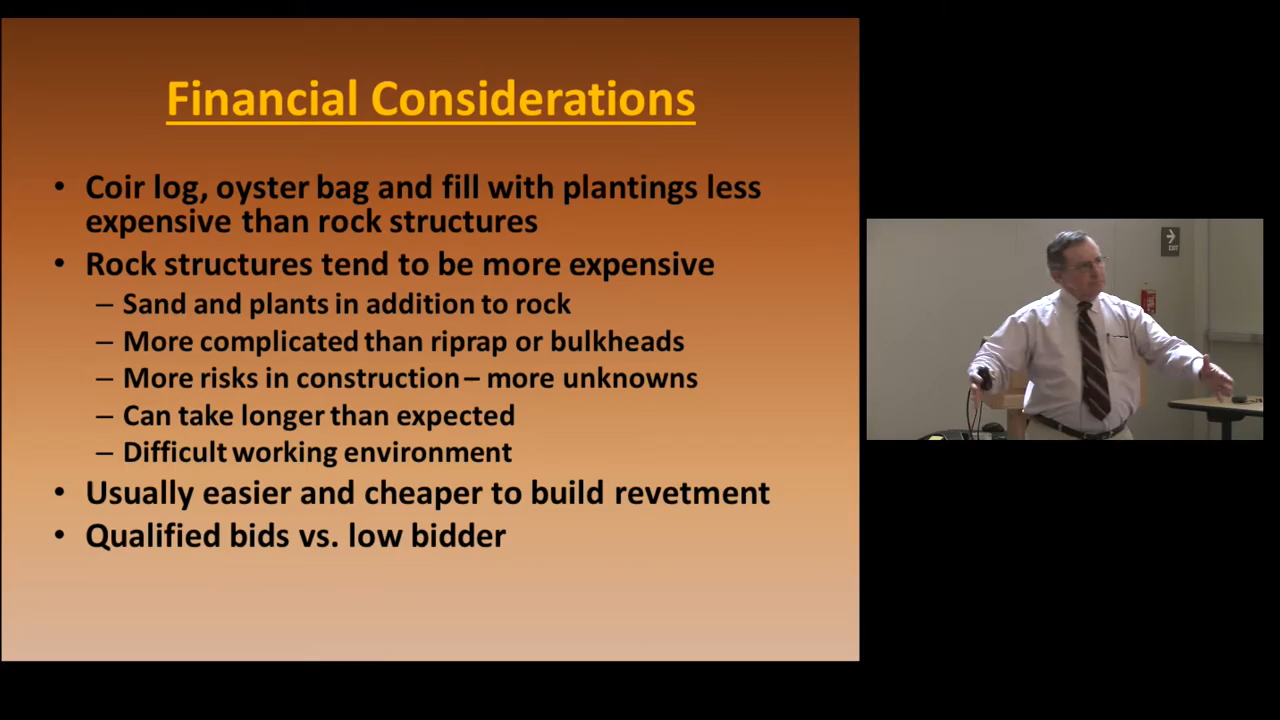 Financial Considerations
• Coir log, oyster bag and fill with plantings less
expensive than rock structures
• Rock structures tend to be more expensive
– Sand and plants in addition to rock
– More complicated than riprap or bulkheads
– More risks in construction – more unknowns
– Can take longer than expected
– Difficult working environment
• Usually easier and cheaper to build revetment
• Qualified bids vs. low bidder
EXIT